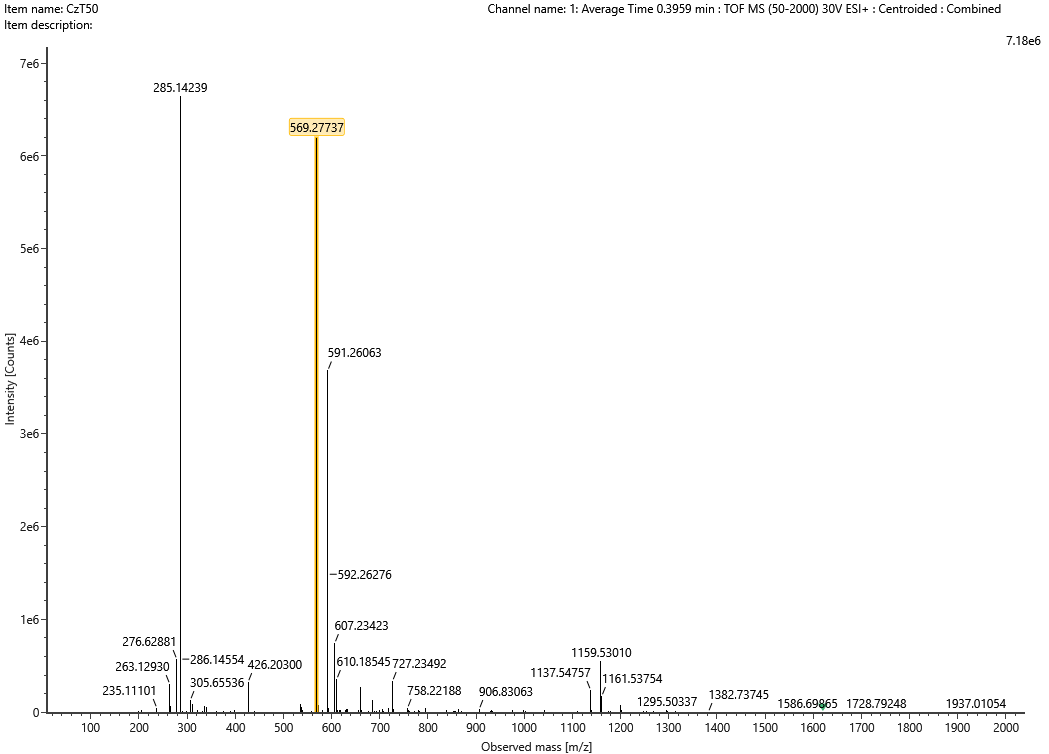 Item name: CzT50
Channel name: 1: Average Time 0.3959 min : TOF MS (50-2000) 30V ESI+ : Centroided : Combined
Item description:
7.18e6
7e6
285.14239
569.27737
6e6
5e6
4e6
591.26063
3e6
2e6
592.26276
1e6
607.23423
276.62881
286.14554
1159.53010
263.12930
426.20300
610.18545
727.23492
1137.54757
305.65536
1161.53754
235.11101
758.22188
906.83063
1295.50337
1382.73745
1586.69865
1728.79248
1937.01054
0
100 200 300 400 500 600 700 800 900 1000 1100 1200 1300 1400 1500 1600 1700 1800 1900 2000
Intensity [Counts]
Observed mass [m/z]